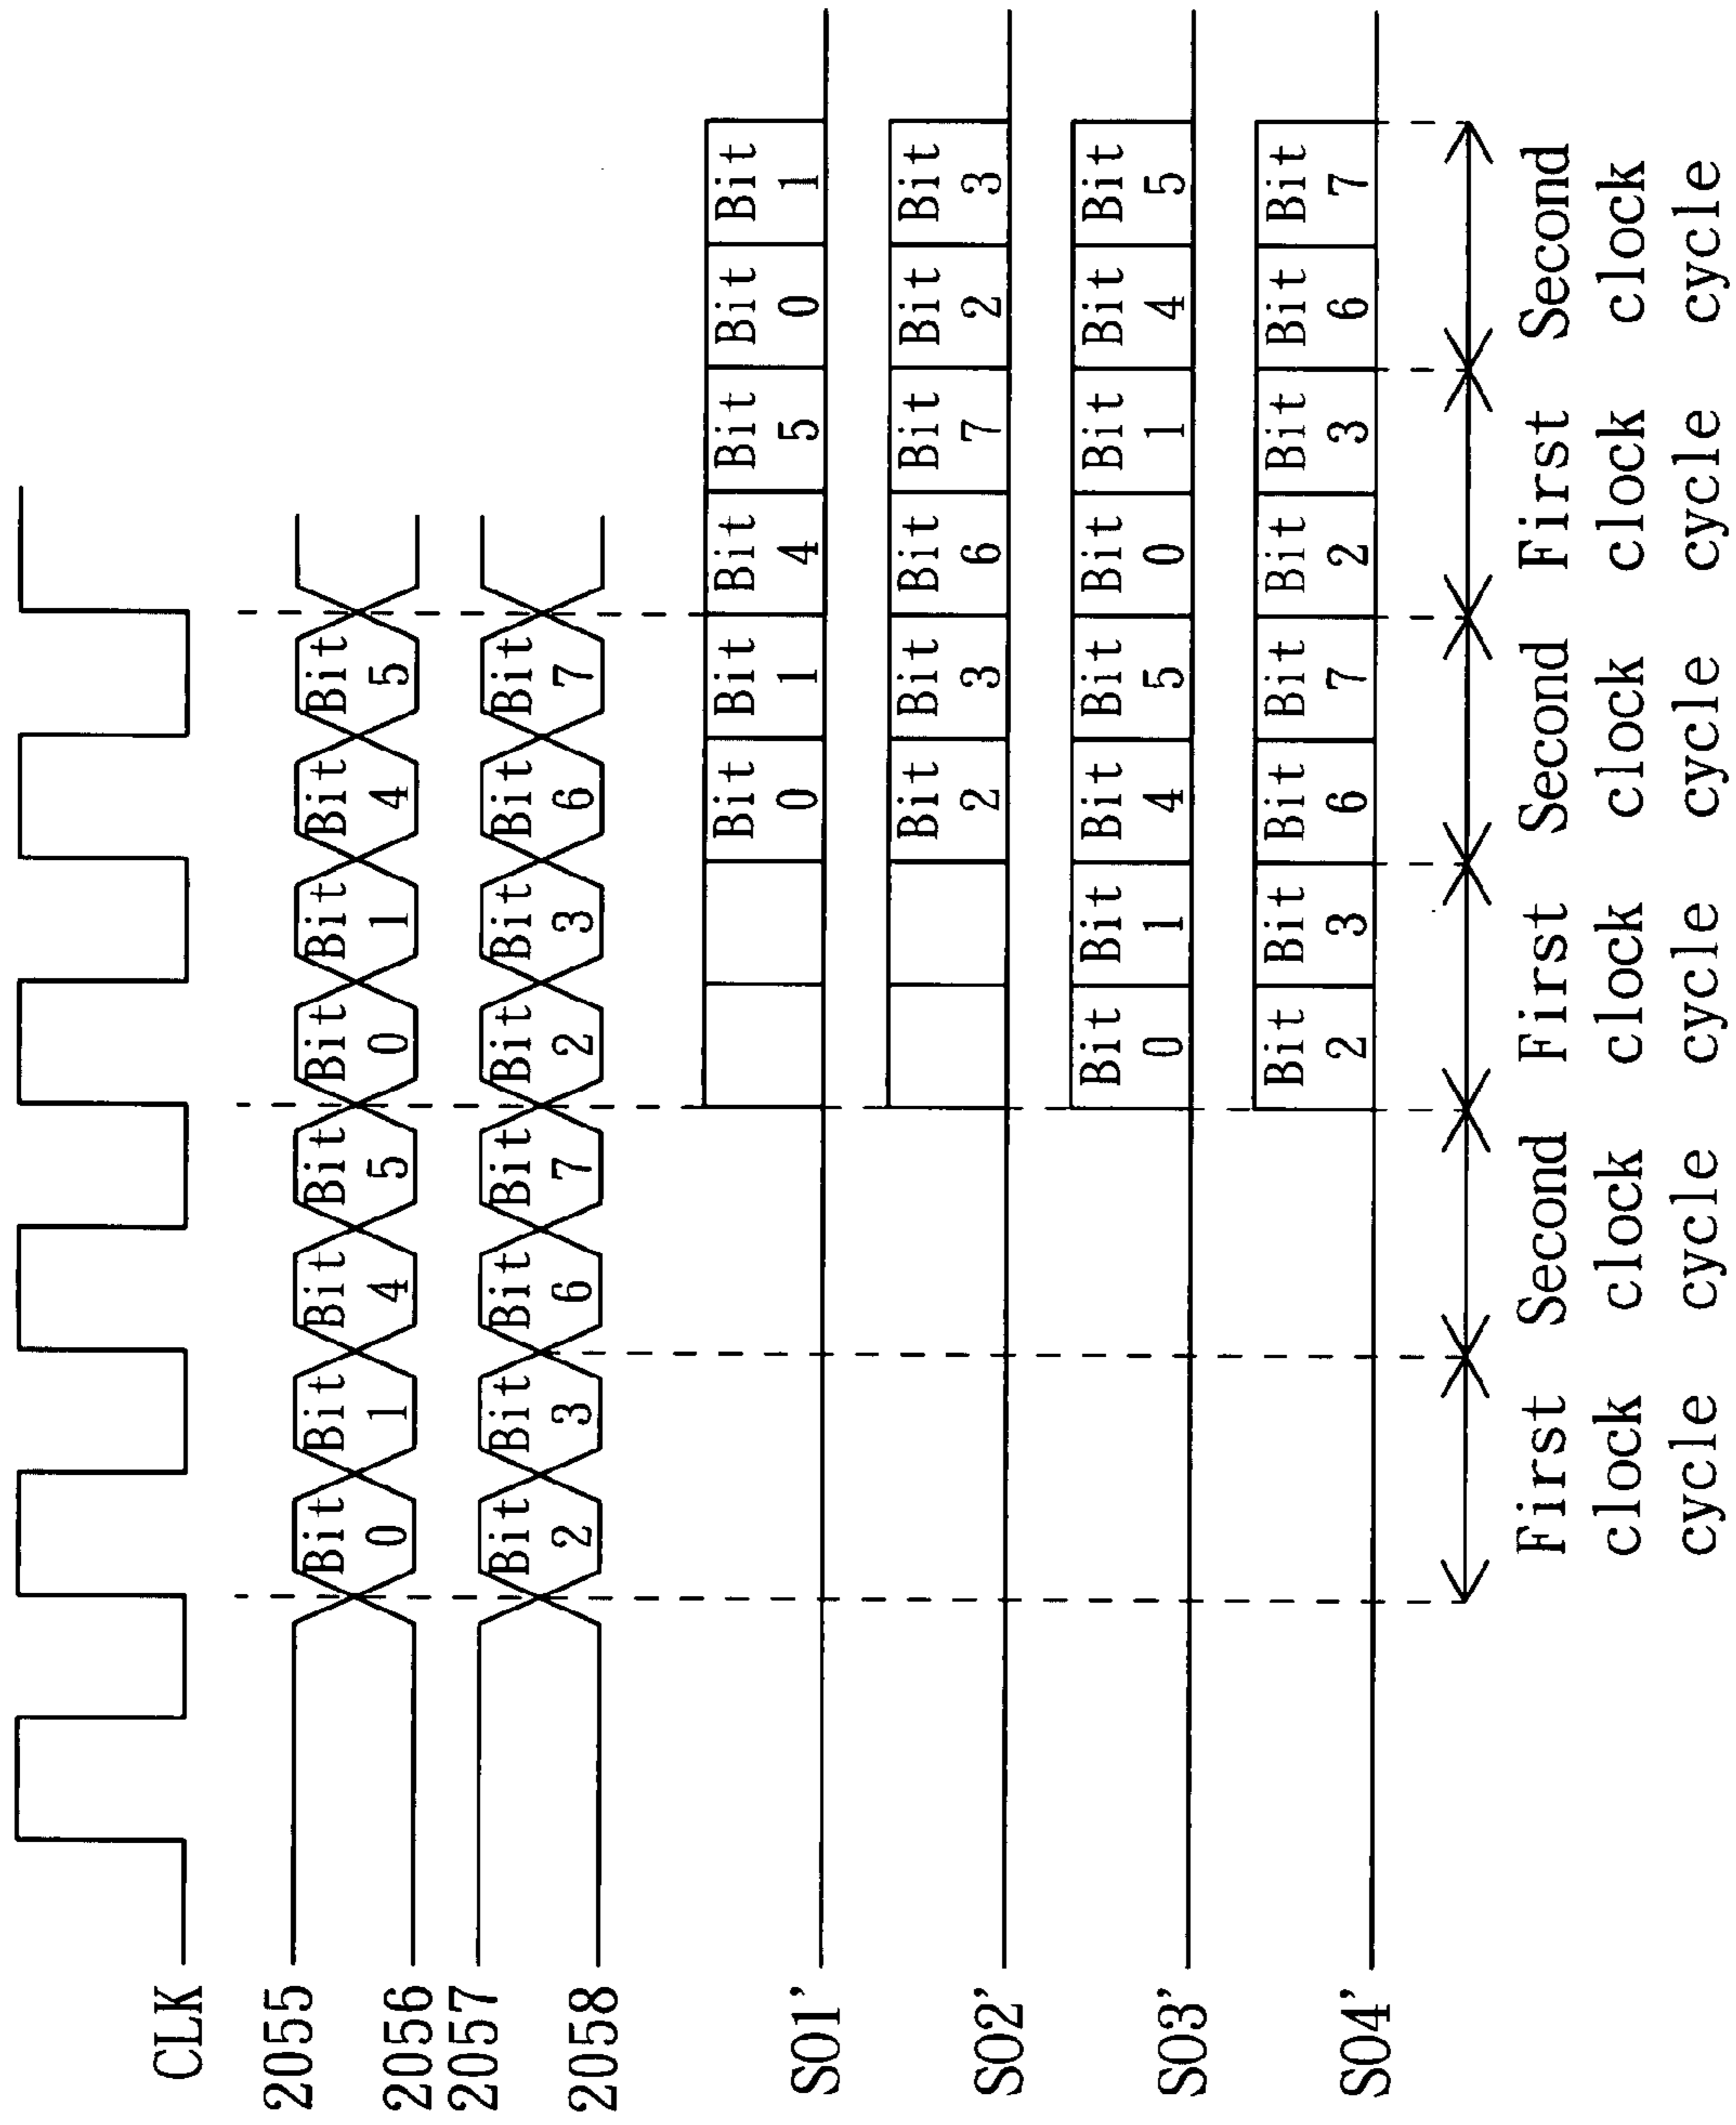 CLK
2055
Bit 0 Bit 1 Bit 4 Bit 5 Bit 0 Bit 1 Bit 4 Bit 5
2056
2057
Bit 2 Bit 3 Bit 6 Bit 7 Bit 2 Bit 3 Bit 6 Bit 7
2058
Bit 0 Bit 1 Bit 4 Bit 5 Bit 0 Bit 1
S01'
Bit 2 Bit 3 Bit 6 Bit 7 Bit 2 Bit 3
S02'
Bit 0 Bit 1 Bit 4 Bit 5 Bit 0 Bit 1 Bit 4 Bit 5
S03'
Bit 2 Bit 3 Bit 6 Bit 7 Bit 2 Bit 3 Bit 6 Bit 7
S04'
First Second First Second First Second
clock clock clock clock clock clock
cycle cycle cycle cycle cycle cycle